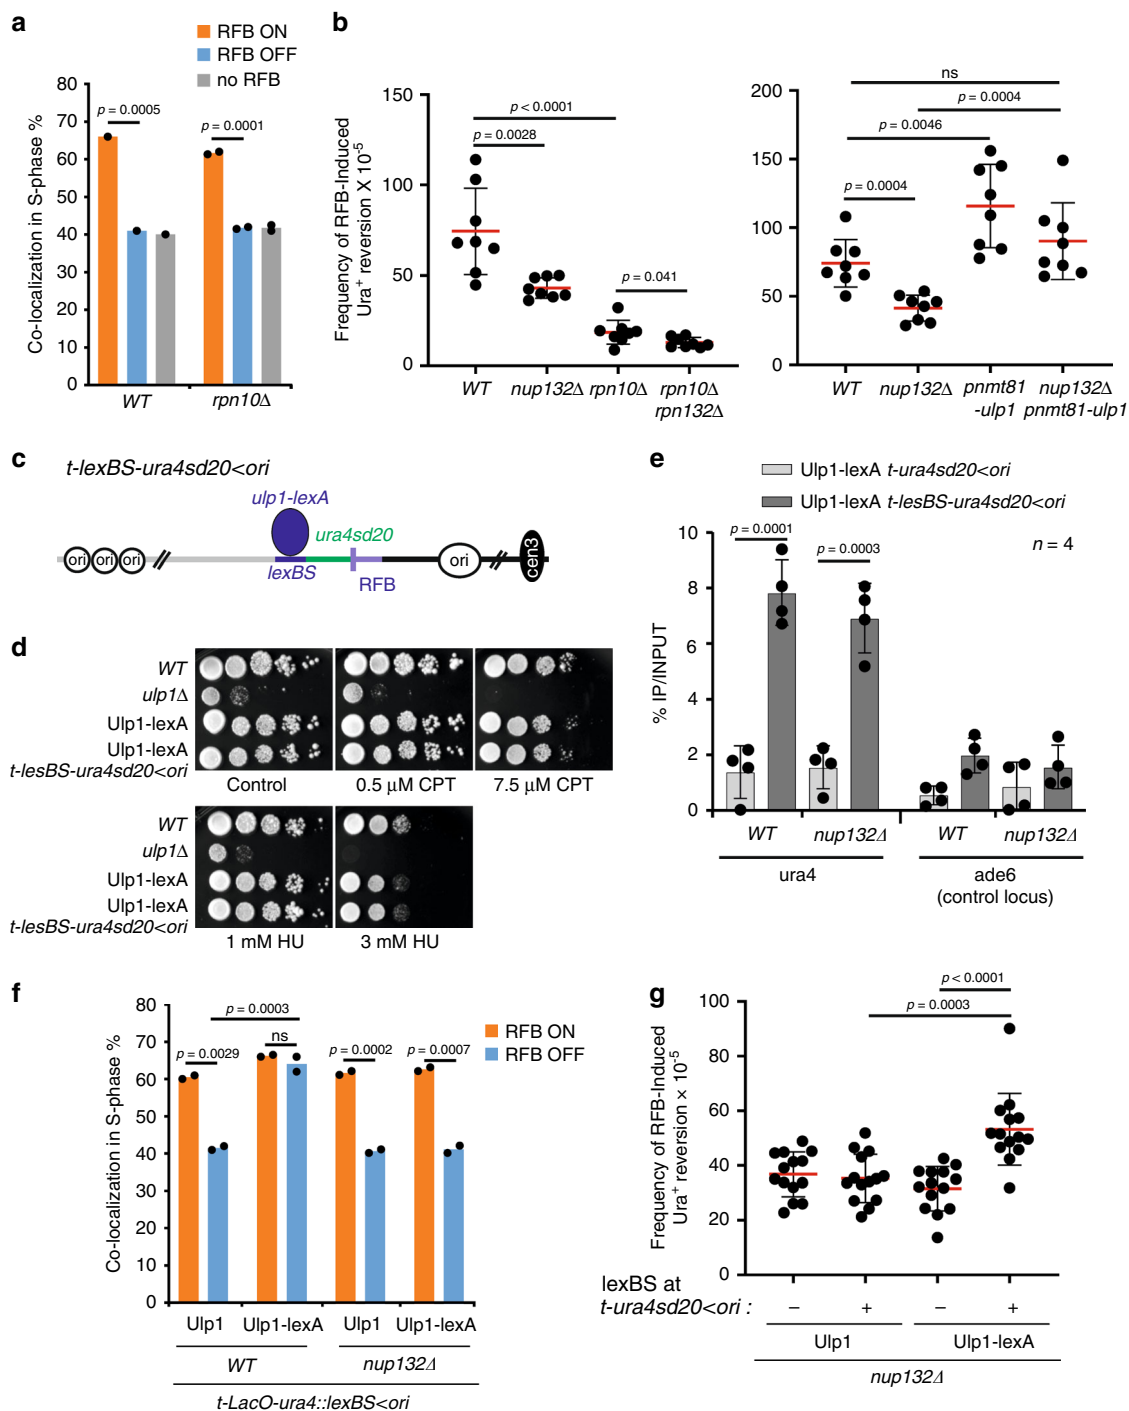 a
RFB ON
RFB OFF
no RFB
Co-localization in S-phase %
80
70
60
50
40
30
20
10
0
p = 0.0005
p = 0.0001
WT
rpn10Δ
b
Frequency of RFB-Induced
Ura+ reversion X 10-5
150
100
50
0
p < 0.0001
p = 0.0028
p = 0.041
WT
nup132Δ
rpn10Δ
rpn10Δ
rpn132Δ
200
150
100
50
0
ns
p = 0.0004
p = 0.0046
p = 0.0004
WT
nup132Δ
pnmt81
-ulp1
nup132Δ
pnmt81-ulp1
c
t-lexBS-ura4sd20<ori
ulp1-lexA
ura4sd20
ori
ori
ori
lexBS
RFB
ori
cen3
d
WT
ulp1Δ
Ulp1-lexA
Ulp1-lexA
t-lesBS-ura4sd20<ori
Control
0.5 μM CPT
7.5 μM CPT
WT
ulp1Δ
Ulp1-lexA
Ulp1-lexA
t-lesBS-ura4sd20<ori
1 mM HU
3 mM HU
e
Ulp1-lexA t-ura4sd20<ori
Ulp1-lexA t-lesBS-ura4sd20<ori
% IP/INPUT
10
8
6
4
2
0
p = 0.0001
p = 0.0003
n = 4
WT
nup132Δ
WT
nup132Δ
ura4
ade6
(control locus)
f
Co-localization in S-phase %
80
70
60
50
40
30
20
10
0
p = 0.0003
p = 0.0029
ns
p = 0.0002
p = 0.0007
RFB ON
RFB OFF
Ulp1
Ulp1-lexA
Ulp1
Ulp1-lexA
WT
nup132Δ
t-LacO-ura4::lexBS<ori
g
Frequency of RFB-Induced
Ura+ reversion × 10-5
100
80
60
40
20
0
p < 0.0001
p = 0.0003
lexBS at
t-ura4sd20<ori :
–
+
–
+
Ulp1
Ulp1-lexA
nup132Δ